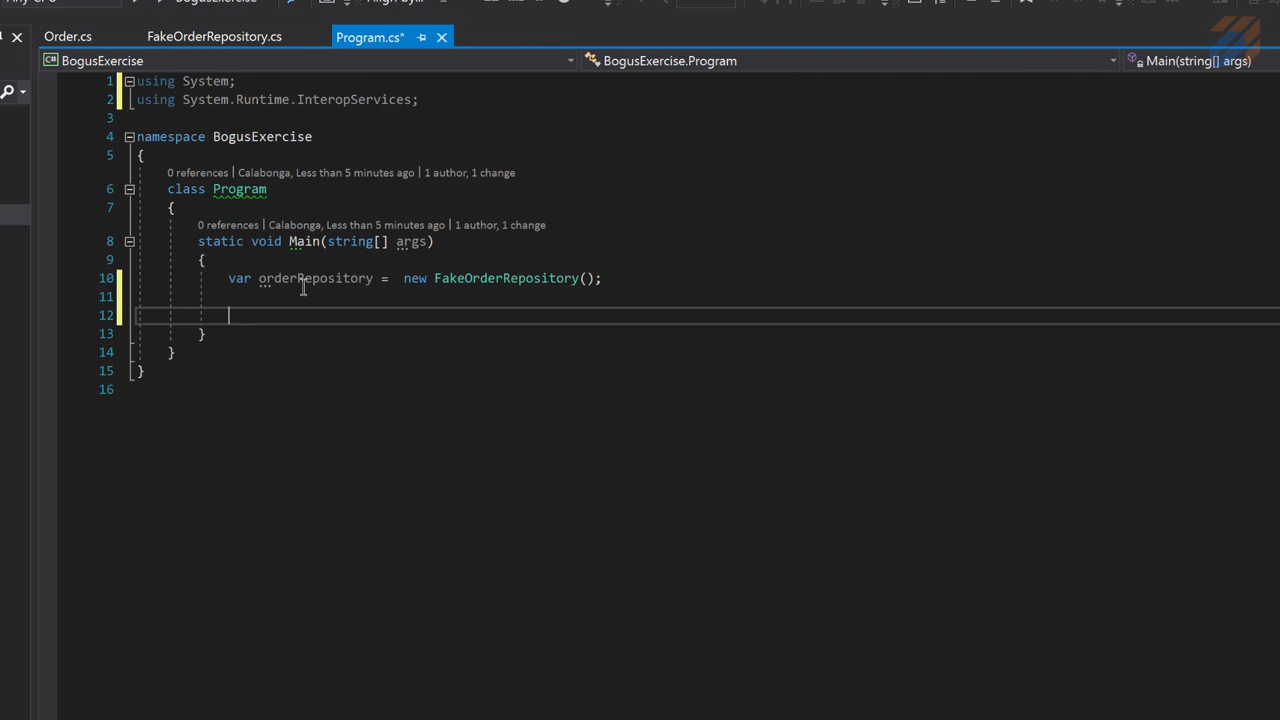 BogusExercise
Align by...
Order.cs
FakeOrderRepository.cs
Program.cs*
BogusExercise
BogusExercise.Program
Main(string[] args)
1 using System;
2 using System.Runtime.InteropServices;
3
4 namespace BogusExercise
5 {
0 references | Calabonga, Less than 5 minutes ago | 1 author, 1 change
6 class Program
7 {
0 references | Calabonga, Less than 5 minutes ago | 1 author, 1 change
8 static void Main(string[] args)
9 {
10 var orderRepository =  new FakeOrderRepository();
11
12
13 }
14 }
15 }
16